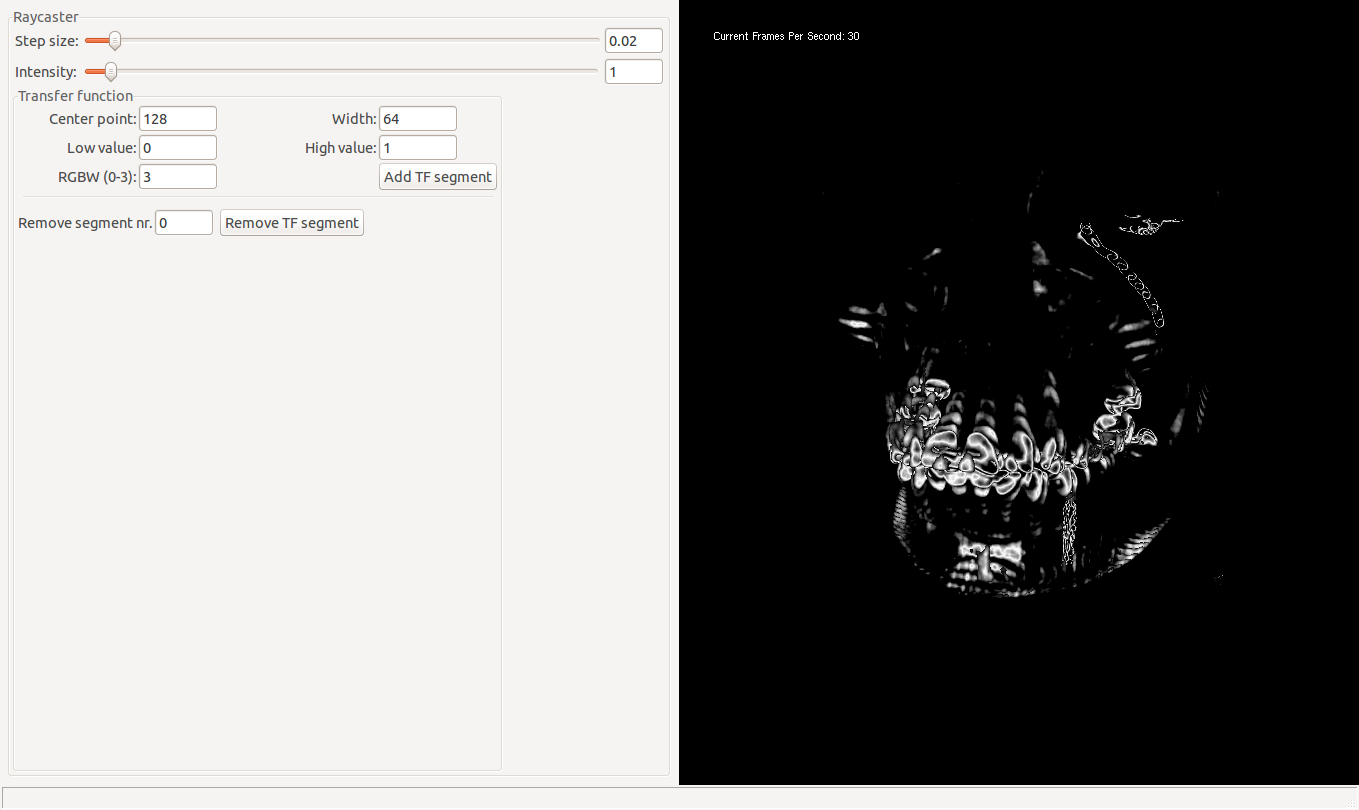 Raycaster
Step size: 0.02
Intensity: 1
Transfer function
Center point: 128 Width: 64
Low value: 0 High value: 1
RGBW (0-3): 3 Add TF segment
Remove segment nr. 0 Remove TF segment
Current Frames Per Second: 30